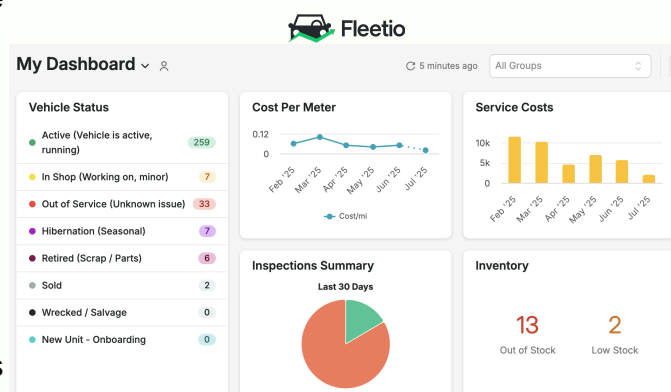 Fleetio
My Dashboard
5 minutes ago
All Groups
Vehicle Status
Active (Vehicle is active,
running)
259
In Shop (Working on, minor)
7
Out of Service (Unknown issue)
33
Hibernation (Seasonal)
7
Retired (Scrap / Parts)
6
Sold
2
Wrecked / Salvage
0
New Unit - Onboarding
0
Cost Per Meter
0.12
0
Feb '25
Mar '25
Apr '25
May '25
Jun '25
Jul '25
Cost/mi
Service Costs
10k
5k
0
Feb '25
Mar '25
Apr '25
May '25
Jun '25
Jul '25
Inspections Summary
Last 30 Days
Inventory
13
Out of Stock
2
Low Stock